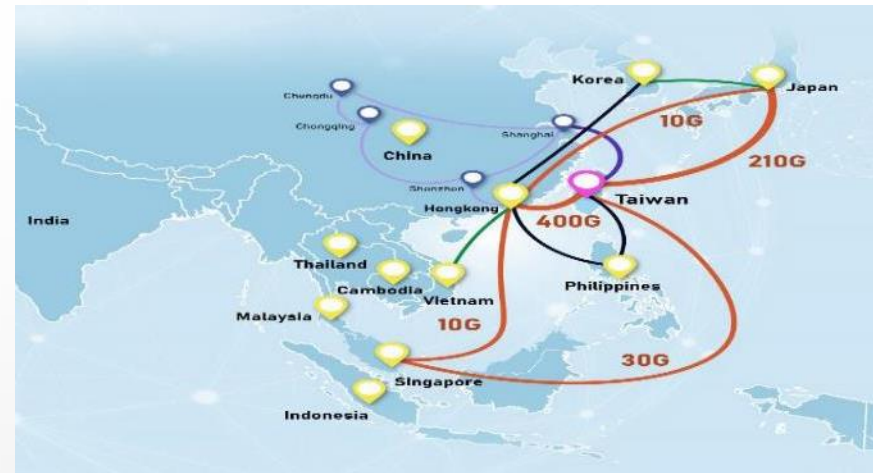 Korea
Japan
Chengdu
Chongqing
China
Shanghai
10G
210G
Shenzhen
Hongkong
Taiwan
400G
India
Thailand
Cambodia
Vietnam
Philippines
Malaysia
10G
30G
Singapore
Indonesia